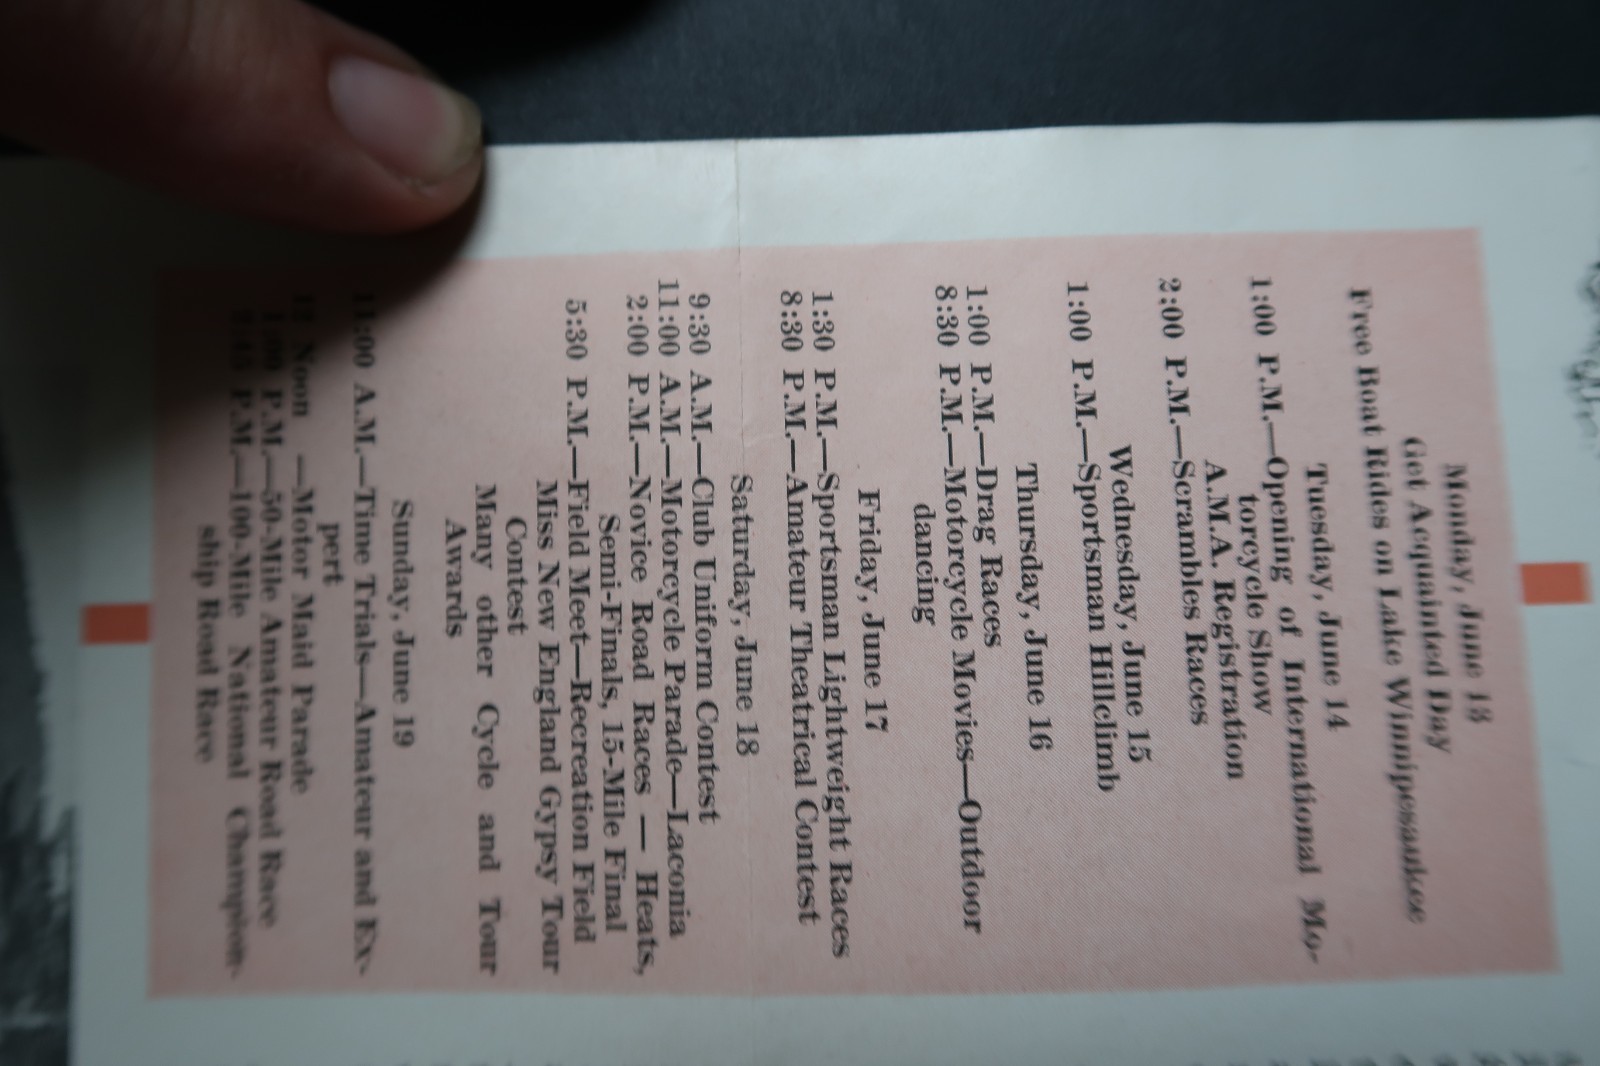 Monday, June 13
Get Acquainted Day
Free Boat Rides on Lake Winnipesaukee
Tuesday, June 14
1:00 P.M.—Opening of International Mo-
torcycle Show
A.M.A. Registration
2:00 P.M.—Scrambles Races
Wednesday, June 15
1:00 P.M.—Sportsman Hillclimb
Thursday, June 16
1:00 P.M.—Drag Races
8:30 P.M.—Motorcycle Movies—Outdoor
dancing
Friday, June 17
1:30 P.M.—Sportsman Lightweight Races
8:30 P.M.—Amateur Theatrical Contest
Saturday, June 18
9:30 A.M.—Club Uniform Contest
11:00 A.M.—Motorcycle Parade—Laconia
2:00 P.M.—Novice Road Races — Heats,
Semi-Finals, 15-Mile Final
5:30 P.M.—Field Meet—Recreation Field
Miss New England Gypsy Tour
Contest
Many other Cycle and Tour
Awards
Sunday, June 19
11:00 A.M.—Time Trials—Amateur and Ex-
pert
12 Noon —Motor Maid Parade
1:00 P.M.—50-Mile Amateur Road Race
P.M.—100-Mile National Champion-
ship Road Race